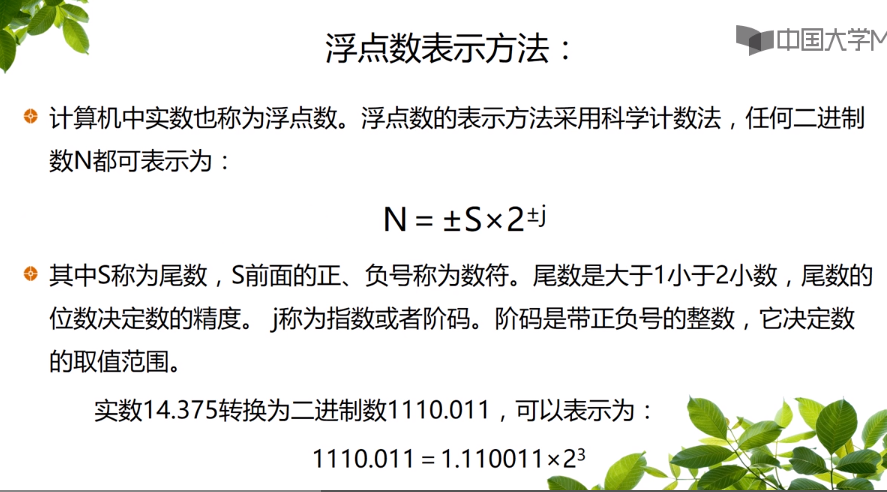 浮点数表示方法：
中国大学M
计算机中实数也称为浮点数。浮点数的表示方法采用科学计数法，任何二进制
数N都可表示为：
N＝±S×2±j
其中S称为尾数，S前面的正、负号称为数符。尾数是大于1小于2小数，尾数的
位数决定数的精度。 j称为指数或者阶码。阶码是带正负号的整数，它决定数
的取值范围。
实数14.375转换为二进制数1110.011，可以表示为：
1110.011＝1.110011×2³